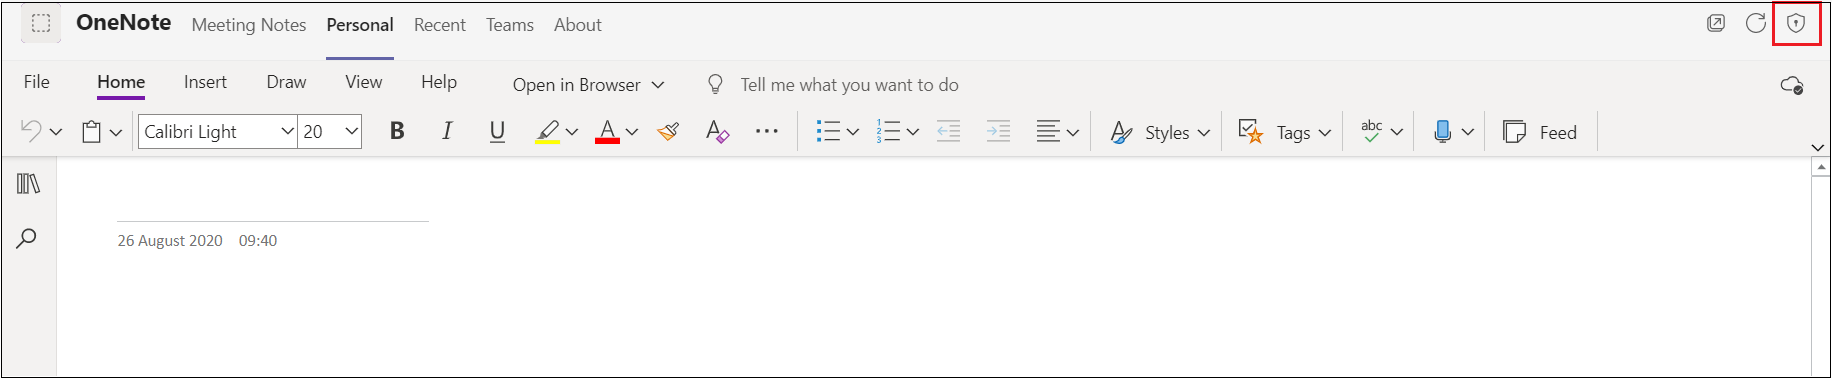 OneNote Meeting Notes Personal Recent Teams About
File Home Insert Draw View Help Open in Browser Tell me what you want to do
Calibri Light 20 B I U A A Styles Tags abc Feed
26 August 2020 09:40